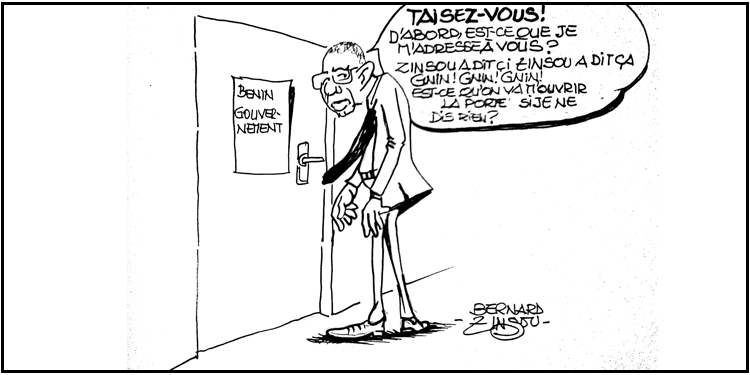 TAISEZ-VOUS!
D'ABORD, EST-CE QUE JE
M'ADRESSE À VOUS?
ZINSOU A DIT ÇI ZINSOU A DIT ÇA
GNIN! GNIN! GNIN!
EST-CE QU'ON VA M'OUVRIR
LA PORTE SI JE NE
DIS RIEN?
BENIN
GOUVER-
NEMENT
BERNARD
- ZINSOU -